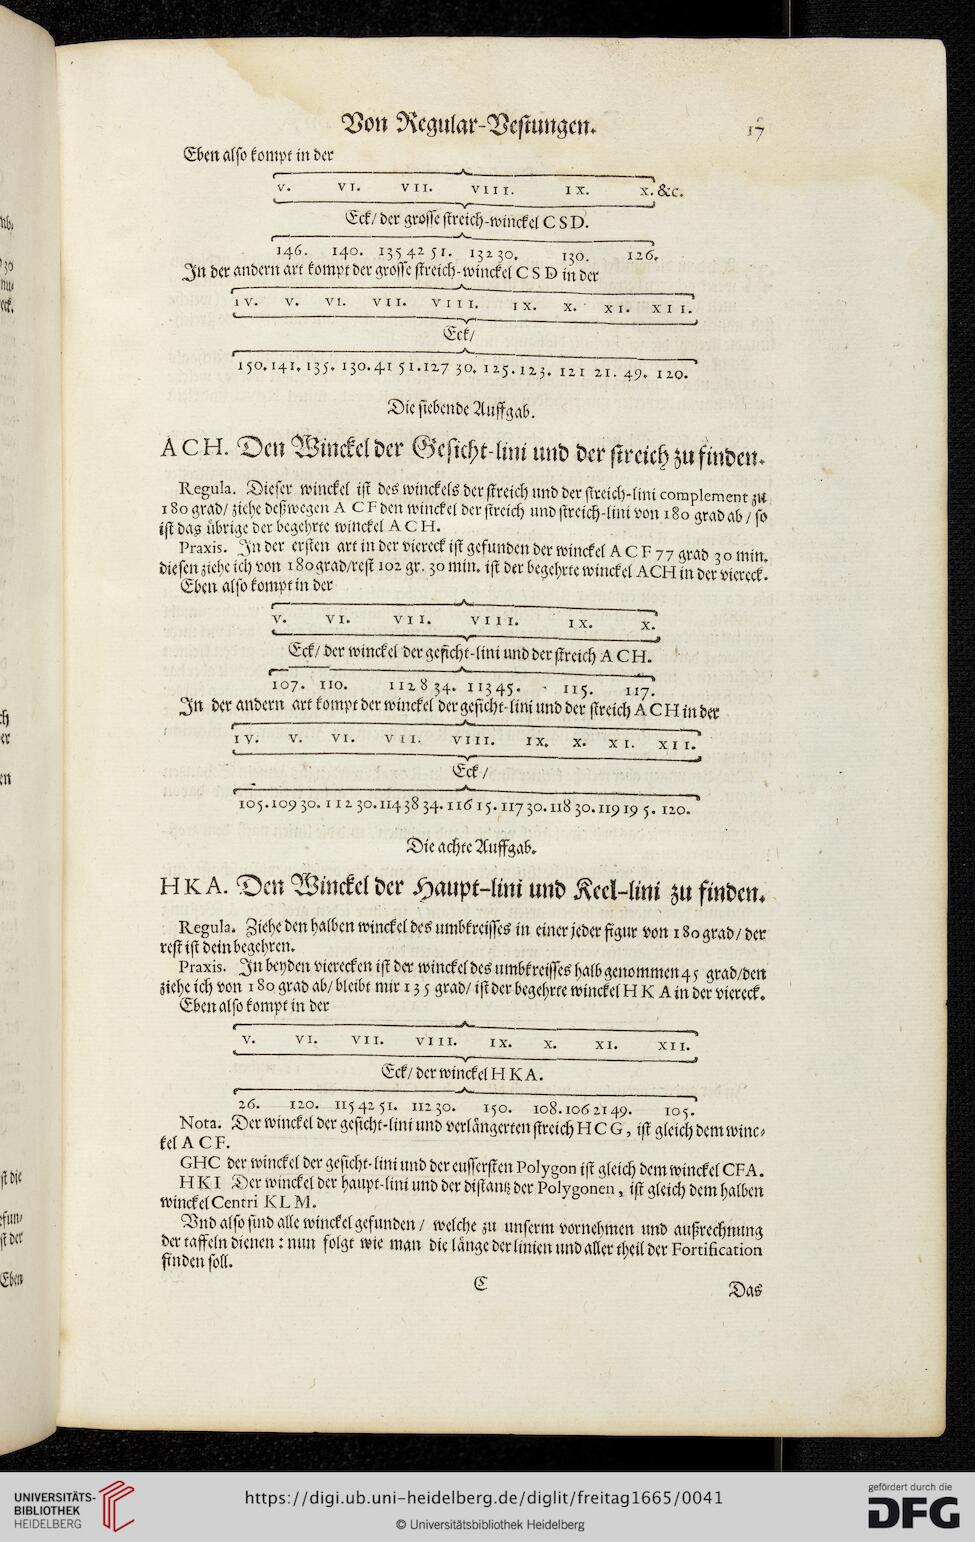 Von Regular-Vestungen.
17
Eben also kompt in der
V. VI. VII. VIII. IX. X. &c.
Eck/ der grosse streich-winckel CSD.
146. 140. 135 42 51. 132 30. 130. 126.
In der andern art kompt der grosse streich-winckel CSD in der
IV. V. VI. VII. VIII. IX. X. XI. XII.
Eck/
150. 141. 135. 130. 41 51. 127 30. 125. 123. 121 21. 49. 120.
Die siebende Auffgab.
ACH. Den Winckel der Gesicht-lini und der streich zu finden.
Regula. Dieser winckel ist des winckels der streich und der streich-lini complement zu
180 grad/ ziehe deßwegen ACF den winckel der streich und streich-lini von 180 grad ab/ so
ist das übrige der begehrte winckel ACH.
Praxis. In der ersten art in der viereck ist gefunden der winckel ACF 77 grad 30 min.
diesen ziehe ich von 180 grad/ rest 102 gr. 30 min. ist der begehrte winckel ACH in der viereck.
Eben also kompt in der
V. VI. VII. VIII. IX. X.
Eck/ der winckel der gesicht-lini und der streich ACH.
107. 110. 112 8 34. 113 45. 115. 117.
In der andern art kompt der winckel der gesicht-lini und der streich ACH in der
IV. V. VI. VII. VIII. IX. X. XI. XII.
Eck/
105. 109 30. 112 30. 114 38 34. 116 15. 117 30. 118 30. 119 19 5. 120.
Die achte Auffgab.
HKA. Den Winckel der Haupt-lini und Keel-lini zu finden.
Regula. Ziehe den halben winckel des umbkreisses in einer jeder figur von 180 grad/ der
rest ist dein begehren.
Praxis. In beyden vierecken ist der winckel des umbkreisses halb genommen 45 grad/ den
ziehe ich von 180 grad ab/ bleibt mir 135 grad/ ist der begehrte winckel HKA in der viereck.
Eben also kompt in der
V. VI. VII. VIII. IX. X. XI. XII.
Eck/ der winckel HKA.
26. 120. 115 42 51. 112 30. 150. 108. 106 21 49. 105.
Nota. Der winckel der gesicht-lini und verlängerten streich HCG, ist gleich dem winc-
kel ACF.
GHC der winckel der gesicht-lini und der eussersten Polygon ist gleich dem winckel CFA.
HKI Der winckel der haupt-lini und der distantz der Polygonen, ist gleich dem halben
winckel Centri KLM.
Vnd also sind alle winckel gefunden/ welche zu unserm vornehmen und außrechnung
der taffeln dienen: nun folgt wie man die länge der linien und aller theil der Fortification
finden soll.
C
Das
UNIVERSITÄTS-
BIBLIOTHEK
HEIDELBERG
https://digi.ub.uni-heidelberg.de/diglit/freitag1665/0041
© Universitätsbibliothek Heidelberg
gefördert durch die
DFG